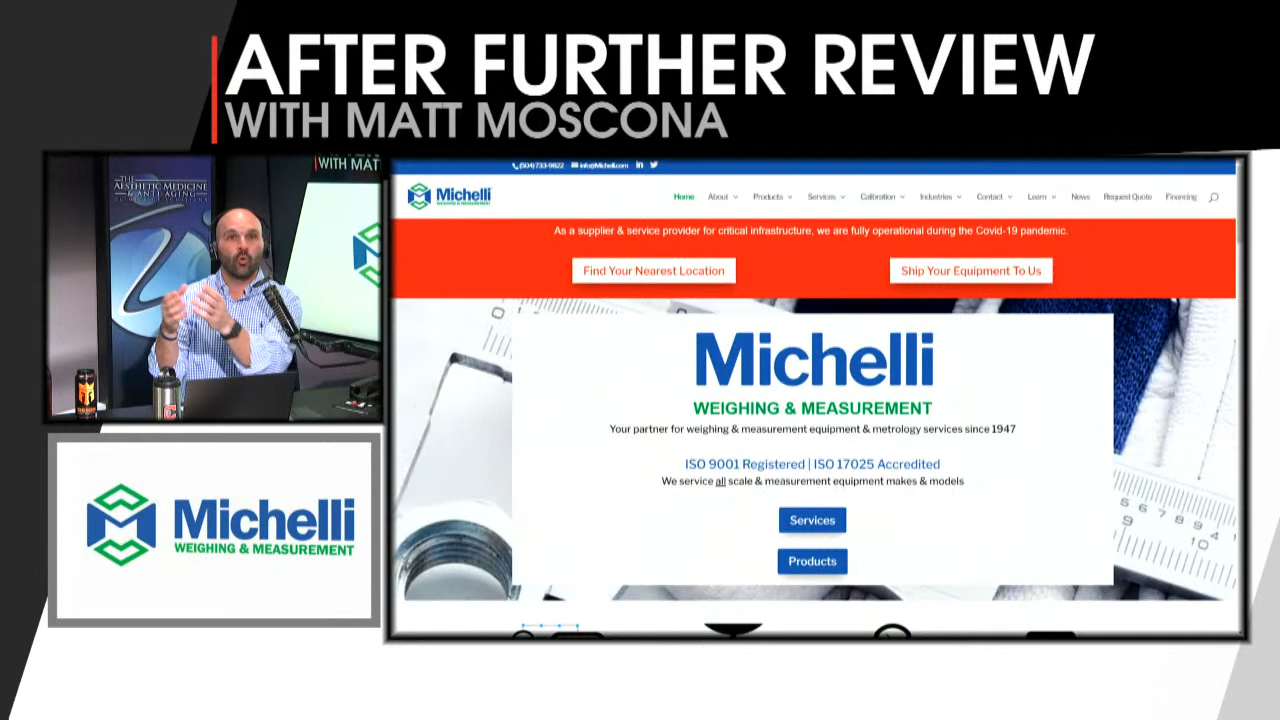 AFTER FURTHER REVIEW
WITH MATT MOSCONA
WITH MAT
THE
AESTHETIC MEDICINE
& ANTI-AGING
(504)733-9822 info@Michelli.com
Michelli
WEIGHING & MEASUREMENT
Home About Products Services Calibration Industries Contact Learn News Request Quote Financing
As a supplier & service provider for critical infrastructure, we are fully operational during the Covid-19 pandemic.
Find Your Nearest Location Ship Your Equipment To Us
Michelli
WEIGHING & MEASUREMENT
Your partner for weighing & measurement equipment & metrology services since 1947
ISO 9001 Registered | ISO 17025 Accredited
We service all scale & measurement equipment makes & models
Services
Products
Michelli
WEIGHING & MEASUREMENT